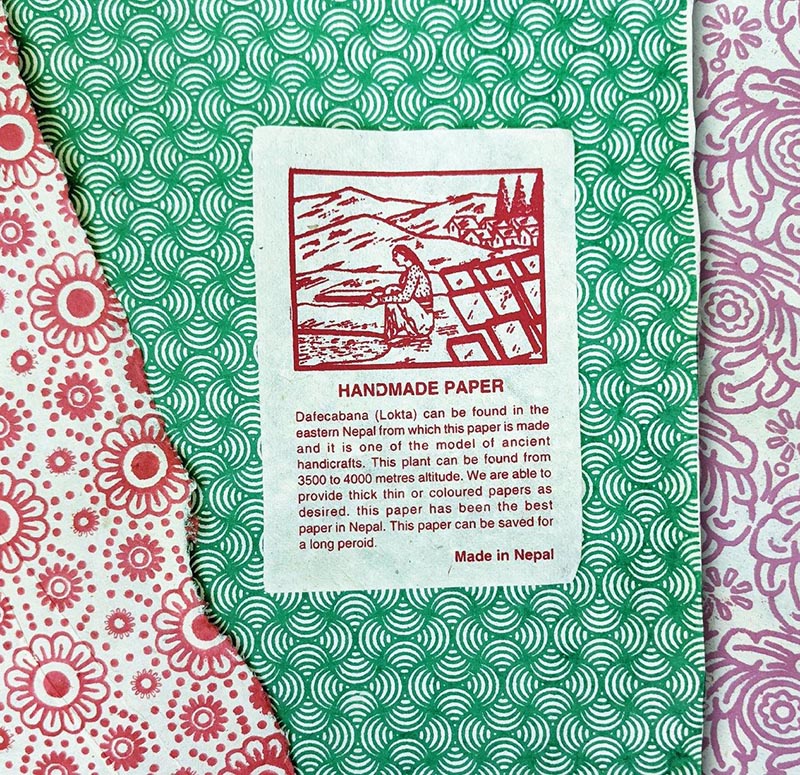 HANDMADE PAPER
Dafecabana (Lokta) can be found in the
eastern Nepal from which this paper is made
and it is one of the model of ancient
handicrafts. This plant can be found from
3500 to 4000 metres altitude. We are able to
provide thick thin or coloured papers as
desired. this paper has been the best
paper in Nepal. This paper can be saved for
a long peroid.
Made in Nepal